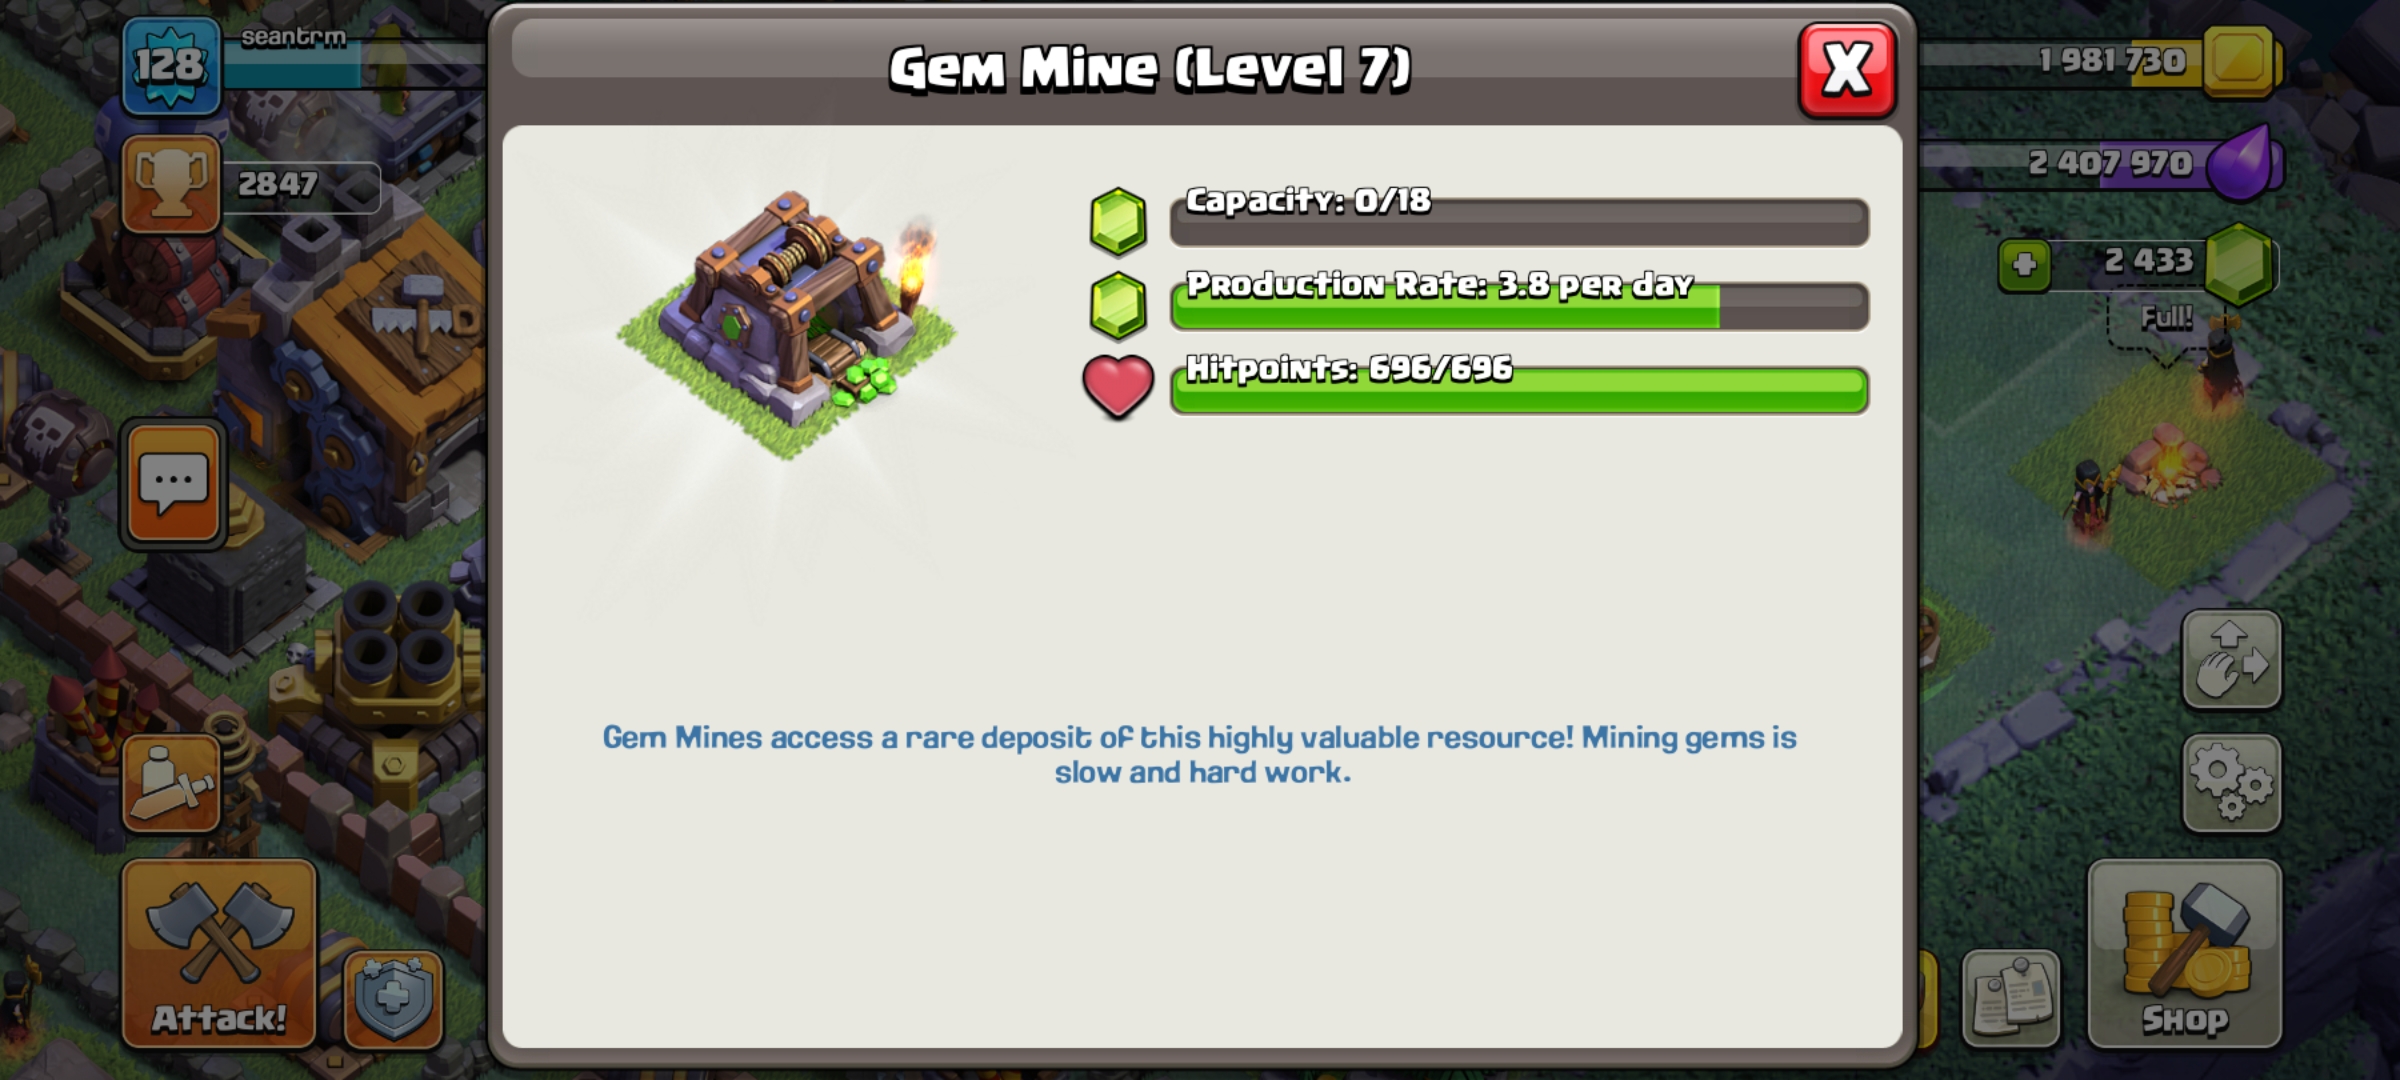 128
seantrm
Gem Mine (Level 7)
X
1 981 730
2847
2 407 970
Capacity: 0/18
2 433
Production Rate: 3.8 per day
Full!
Hitpoints: 696/696
Gem Mines access a rare deposit of this highly valuable resource! Mining gems is
slow and hard work.
Attack!
Shop